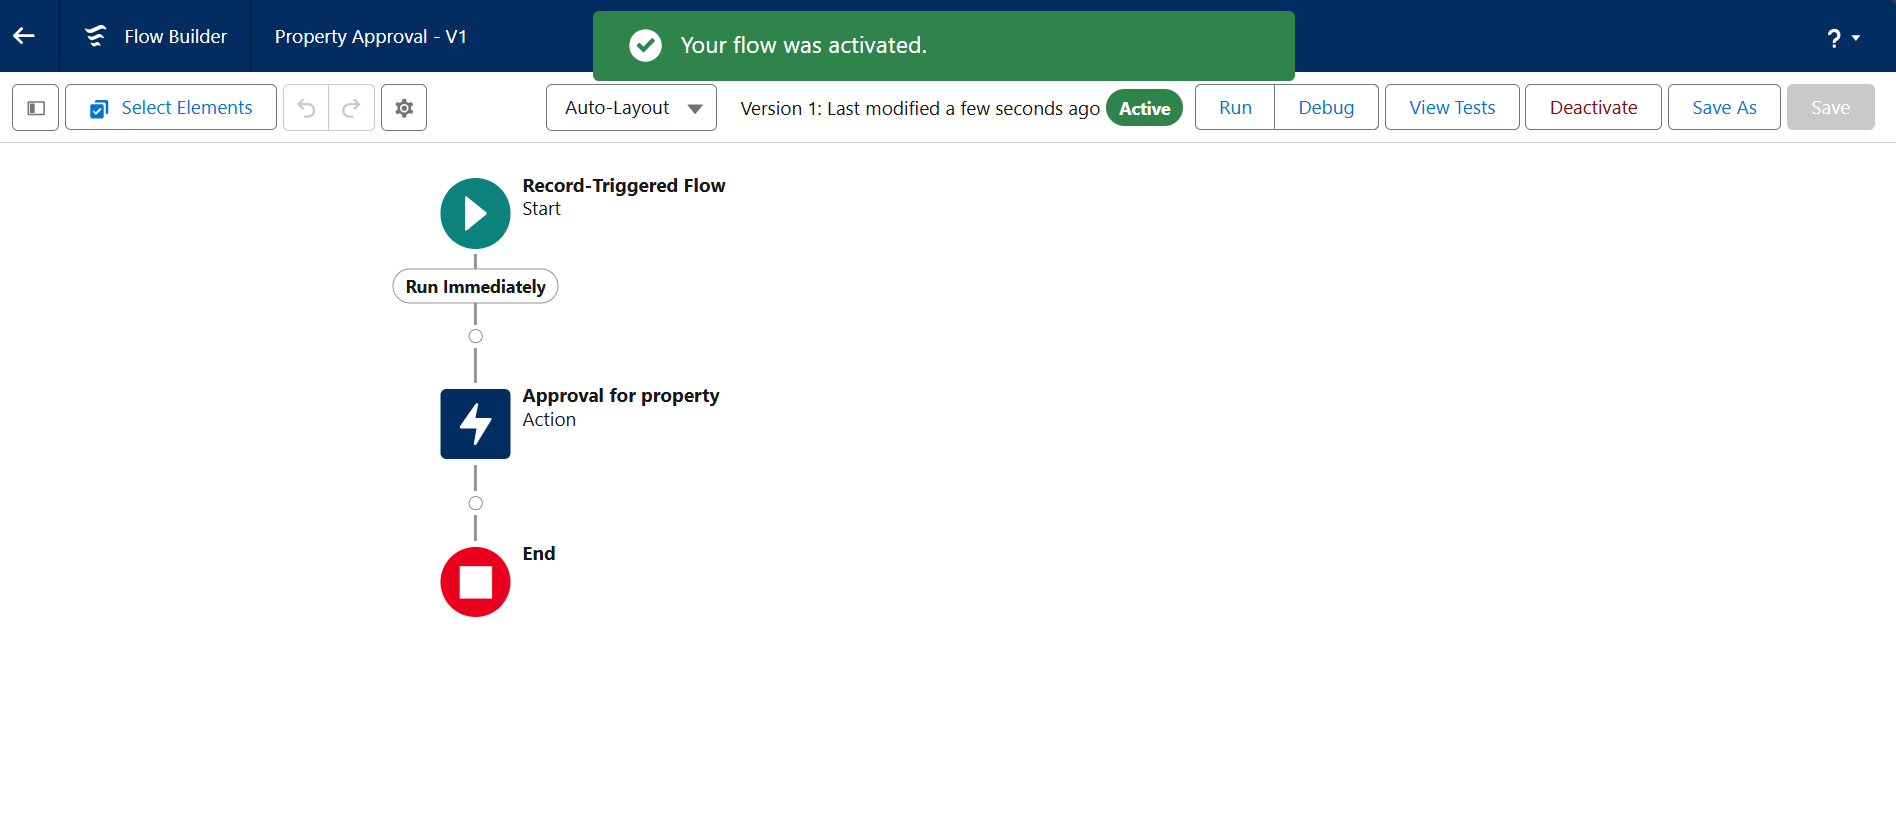 Flow Builder
Property Approval - V1
Your flow was activated.
?
Select Elements
Auto-Layout
Version 1: Last modified a few seconds ago
Active
Run
Debug
View Tests
Deactivate
Save As
Save
Record-Triggered Flow
Start
Run Immediately
Approval for property
Action
End